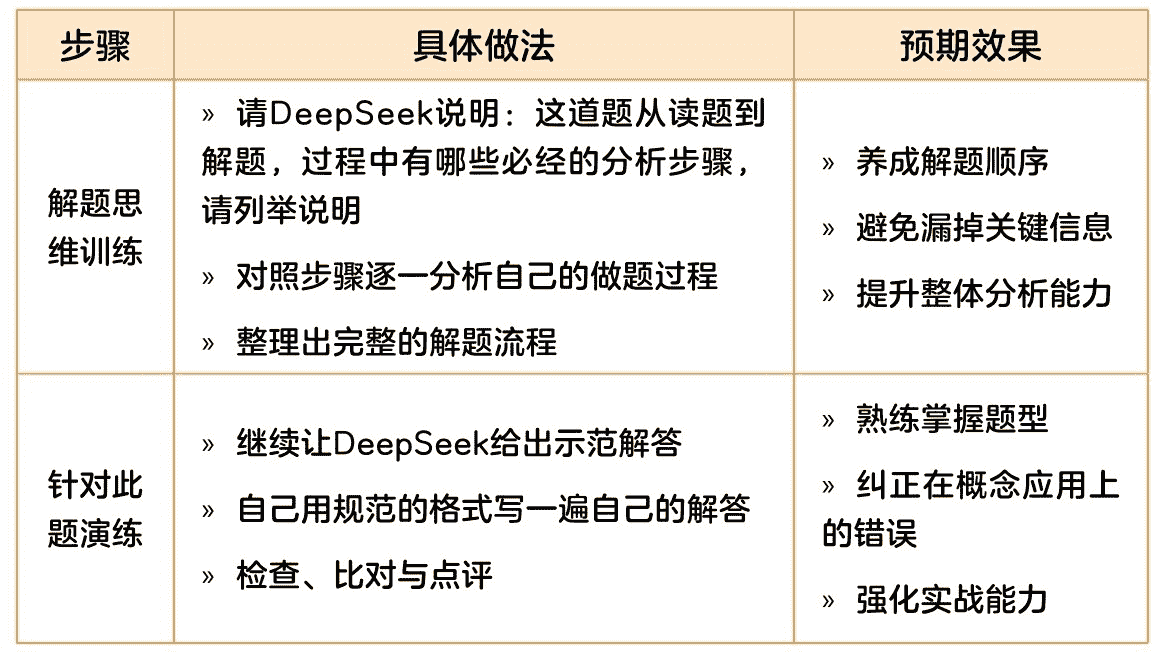 步骤
具体做法
预期效果
解题思
维训练
» 请DeepSeek说明：这道题从读题到
解题，过程中有哪些必经的分析步骤，
请列举说明
» 对照步骤逐一分析自己的做题过程
» 整理出完整的解题流程
» 养成解题顺序
» 避免漏掉关键信息
» 提升整体分析能力
针对此
题演练
» 继续让DeepSeek给出示范解答
» 自己用规范的格式写一遍自己的解答
» 检查、比对与点评
» 熟练掌握题型
» 纠正在概念应用上
的错误
» 强化实战能力